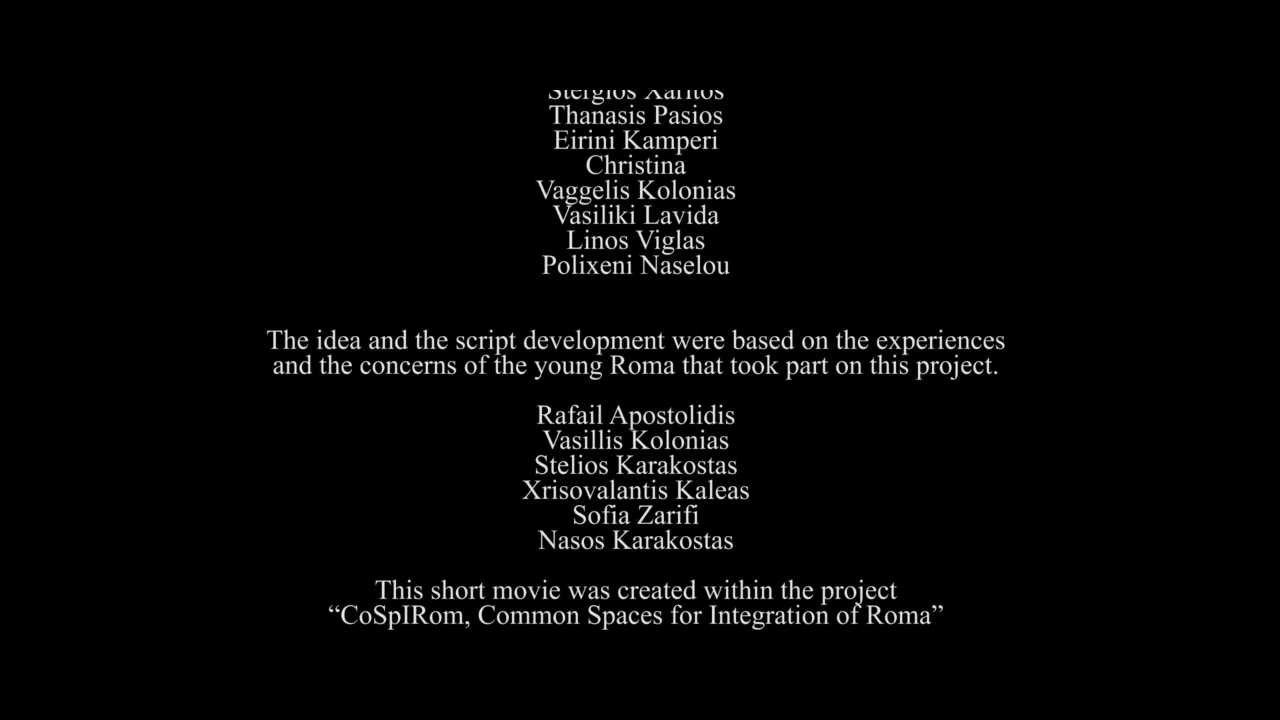 Stergios Xaritos
Thanasis Pasios
Eirini Kamperi
Christina
Vaggelis Kolonias
Vasiliki Lavida
Linos Viglas
Polixeni Naselou
The idea and the script development were based on the experiences
and the concerns of the young Roma that took part on this project.
Rafail Apostolidis
Vasillis Kolonias
Stelios Karakostas
Xrisovalantis Kaleas
Sofia Zarifi
Nasos Karakostas
This short movie was created within the project
“CoSpIRom, Common Spaces for Integration of Roma”